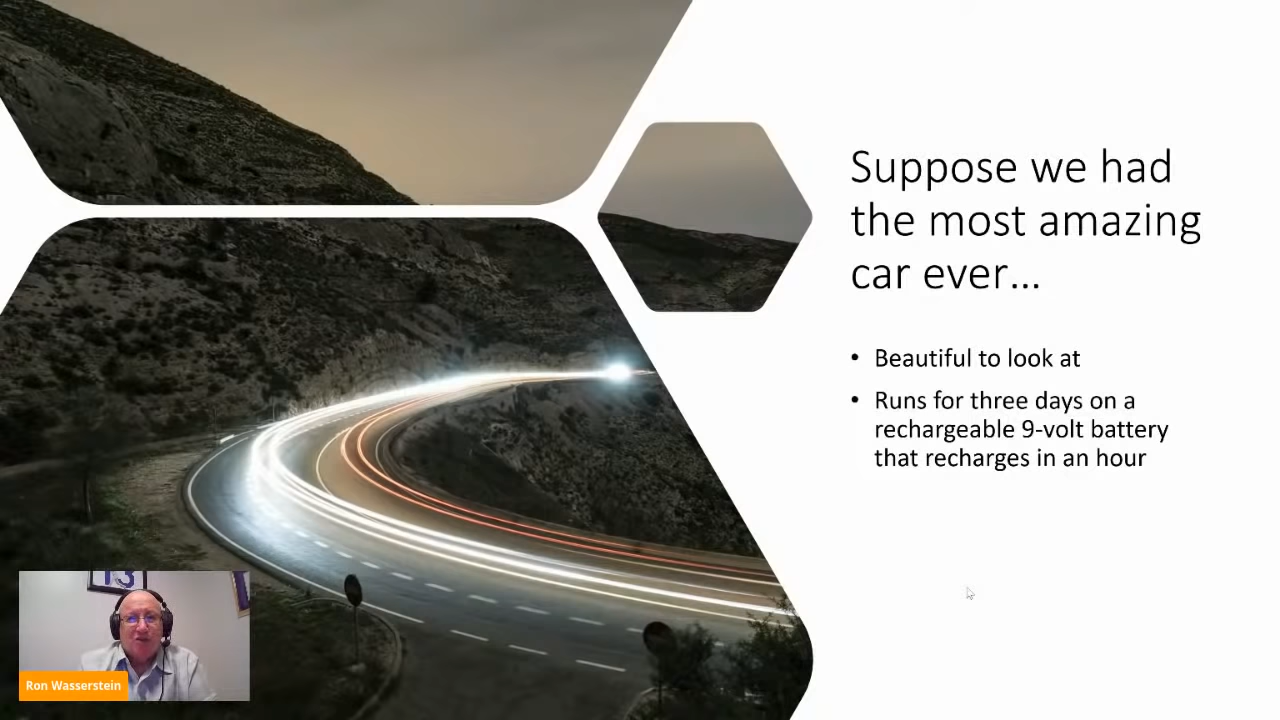 Suppose we had
the most amazing
car ever...
• Beautiful to look at
• Runs for three days on a
rechargeable 9-volt battery
that recharges in an hour
13
Ron Wasserstein